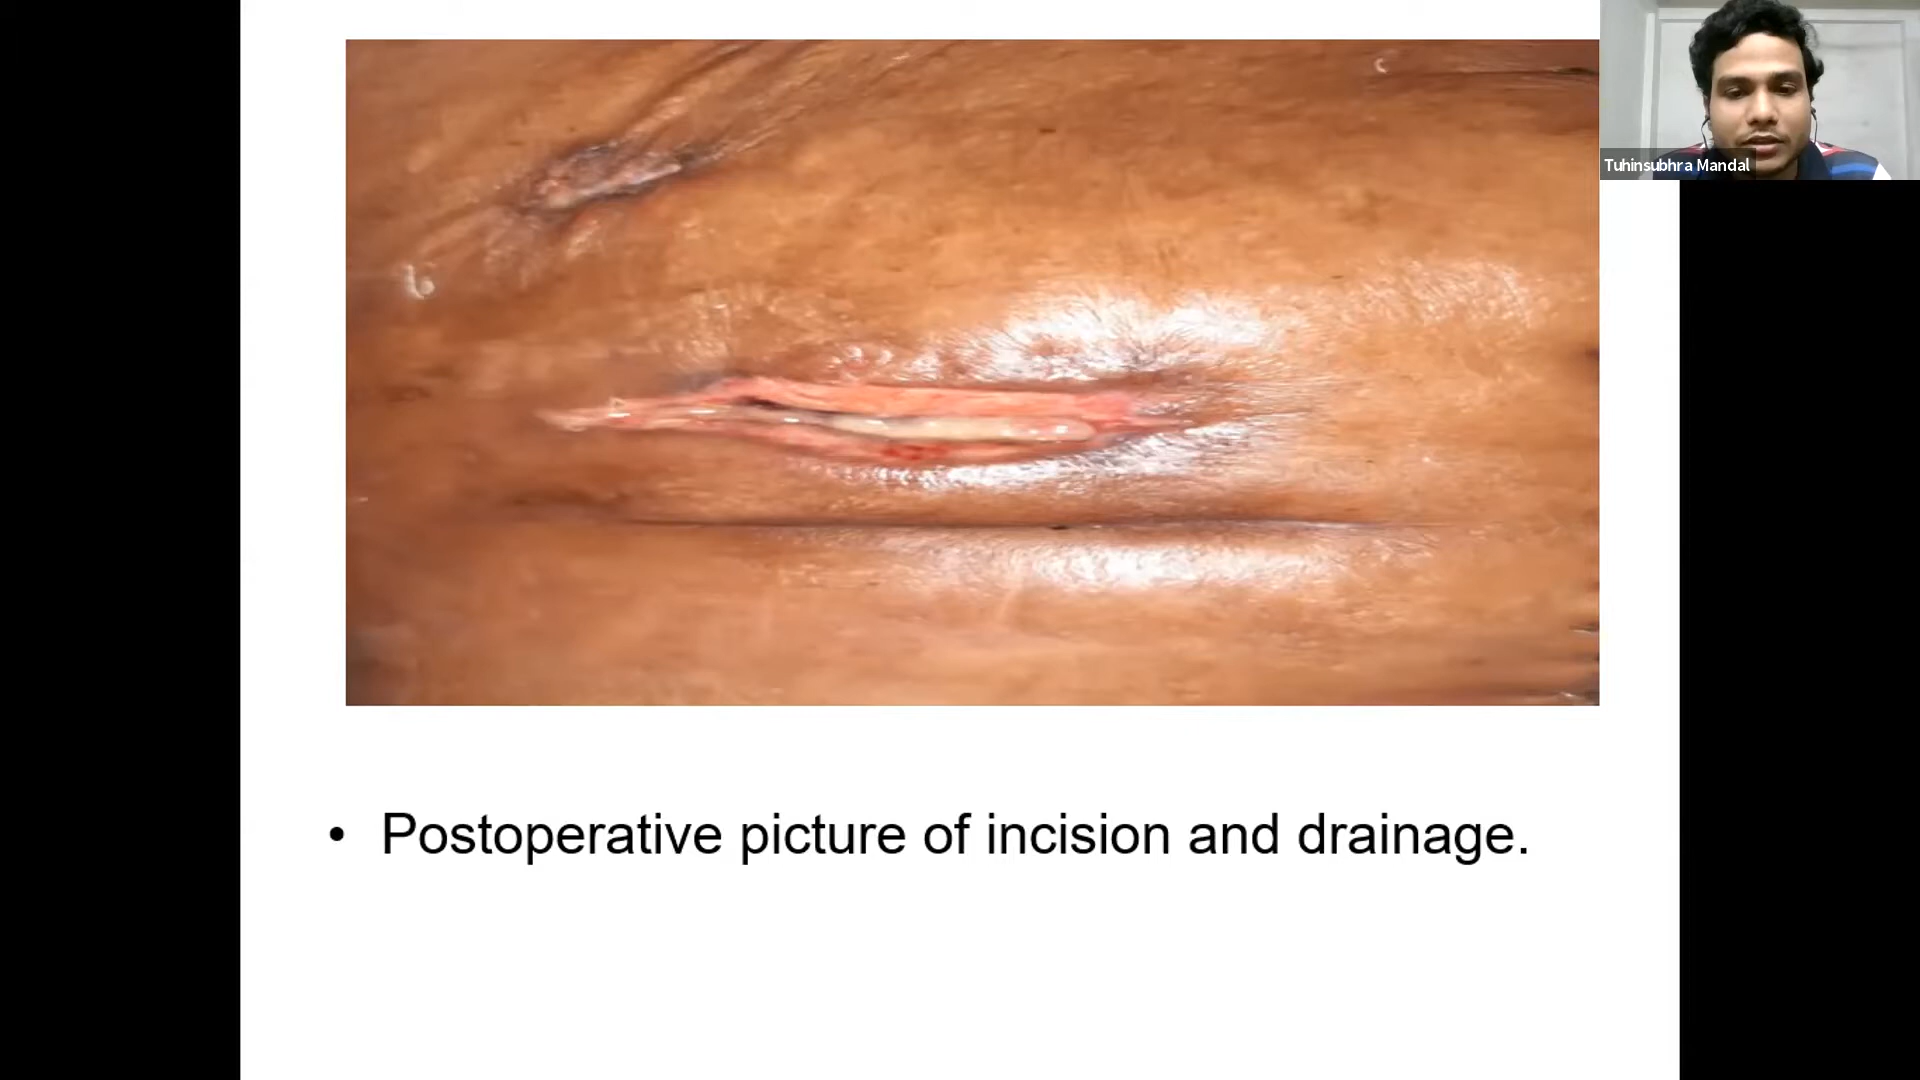 Tuhinsubhra Mandal
• Postoperative picture of incision and drainage.